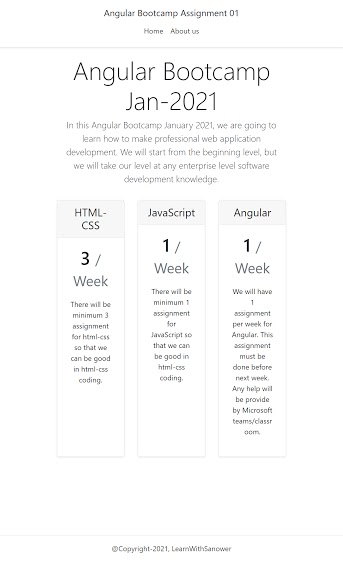 Angular Bootcamp Assignment 01
Home About us
Angular Bootcamp
Jan-2021
In this Angular Bootcamp January 2021, we are going to
learn how to make professional web application
development. We will start from the beginning level, but
we will take our level at any enterprise level software
development knowledge.
HTML-
CSS
3 /
Week
There will be
minimum 3
assignment
for html-css
so that we
can be good
in html-css
coding.
JavaScript
1 /
Week
There will be
minimum 1
assignment
for
JavaScript so
that we can
be good in
html-css
coding.
Angular
1 /
Week
We will have
1
assignment
per week for
Angular. This
assignment
must be
done before
next week.
Any help will
be provide
by Microsoft
teams/classr
oom.
@Copyright-2021, LearnWithSanower